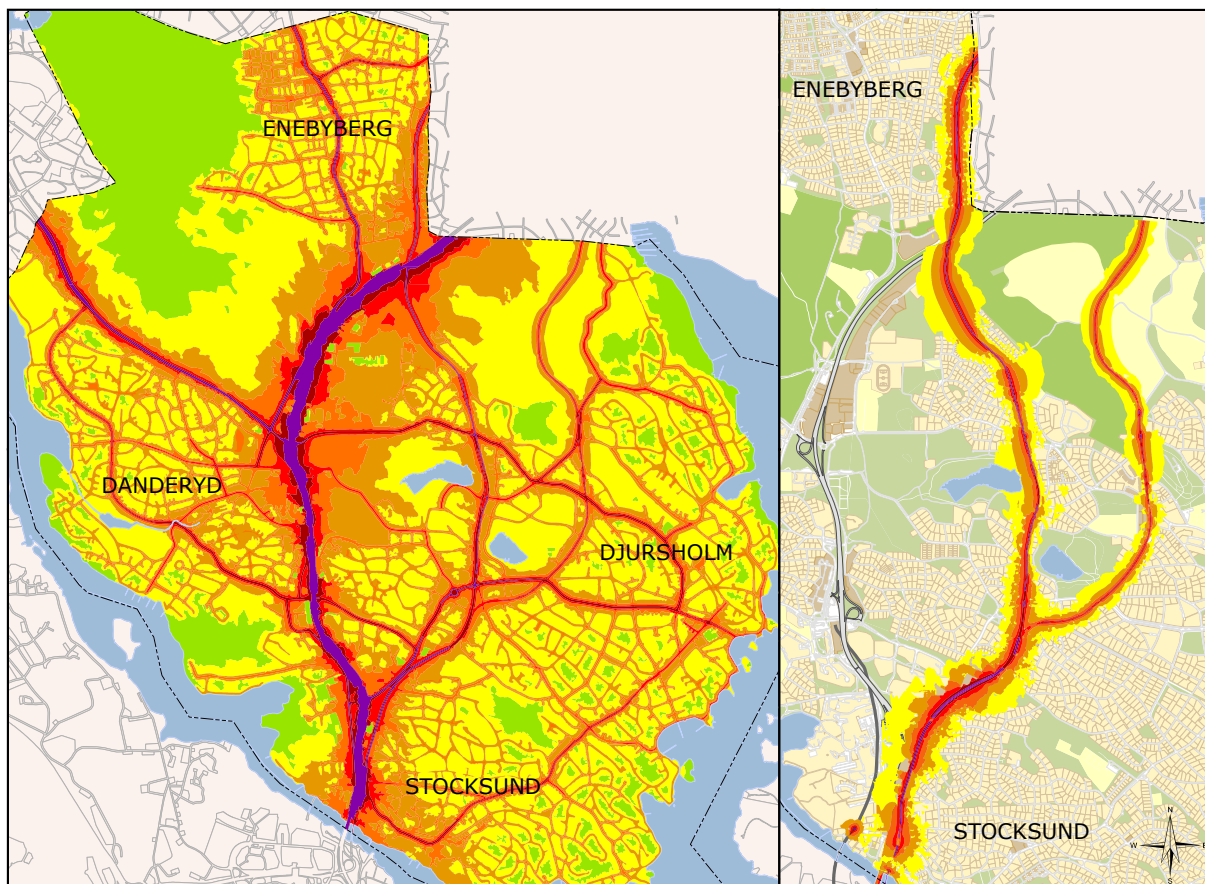 ENEBYBERG
DANDERYD
DJURSHOLM
STOCKSUND
ENEBYBERG
STOCKSUND
N
W
E
S